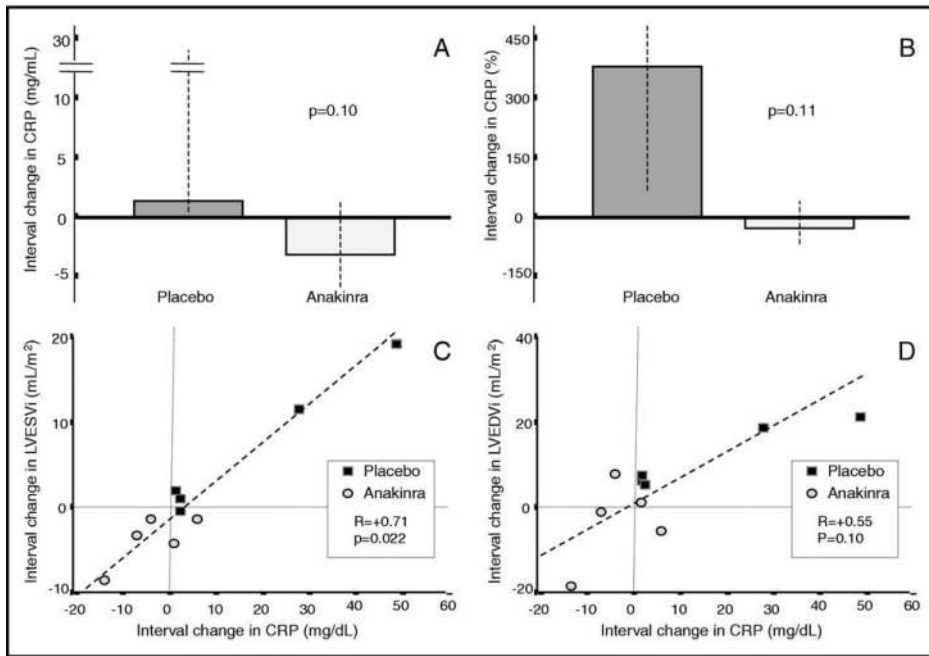 A
Interval change in CRP (mg/mL)
30
10
5
0
-5
p=0.10
Placebo
Anakinra
B
Interval change in CRP (%)
450
300
150
0
-150
p=0.11
Placebo
Anakinra
C
Interval change in LVESVi (mL/m²)
20
10
0
-10
Placebo
Anakinra
R=+0.71
p=0.022
-20 -10 0 10 20 30 40 50 60
Interval change in CRP (mg/dL)
D
Interval change in LVEDVi (mL/m²)
40
20
0
-20
Placebo
Anakinra
R=+0.55
P=0.10
-20 -10 0 10 20 30 40 50 60
Interval change in CRP (mg/dL)